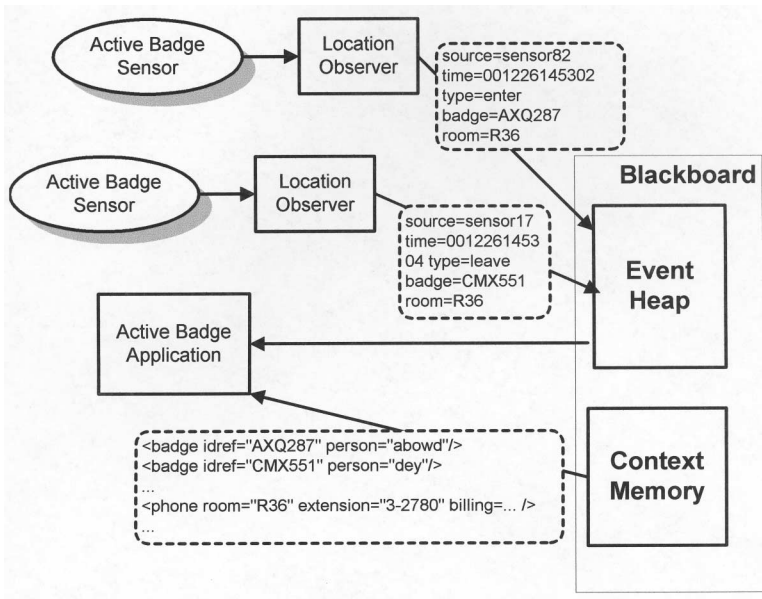 Active Badge
Sensor
Location
Observer
source=sensor82
time=001226145302
type=enter
badge=AXQ287
room=R36
Active Badge
Sensor
Location
Observer
source=sensor17
time=0012261453
04 type=leave
badge=CMX551
room=R36
Blackboard
Event
Heap
Active Badge
Application
<badge idref="AXQ287" person="abowd"/>
<badge idref="CMX551" person="dey"/>
...
<phone room="R36" extension="3-2780" billing=... />
...
Context
Memory